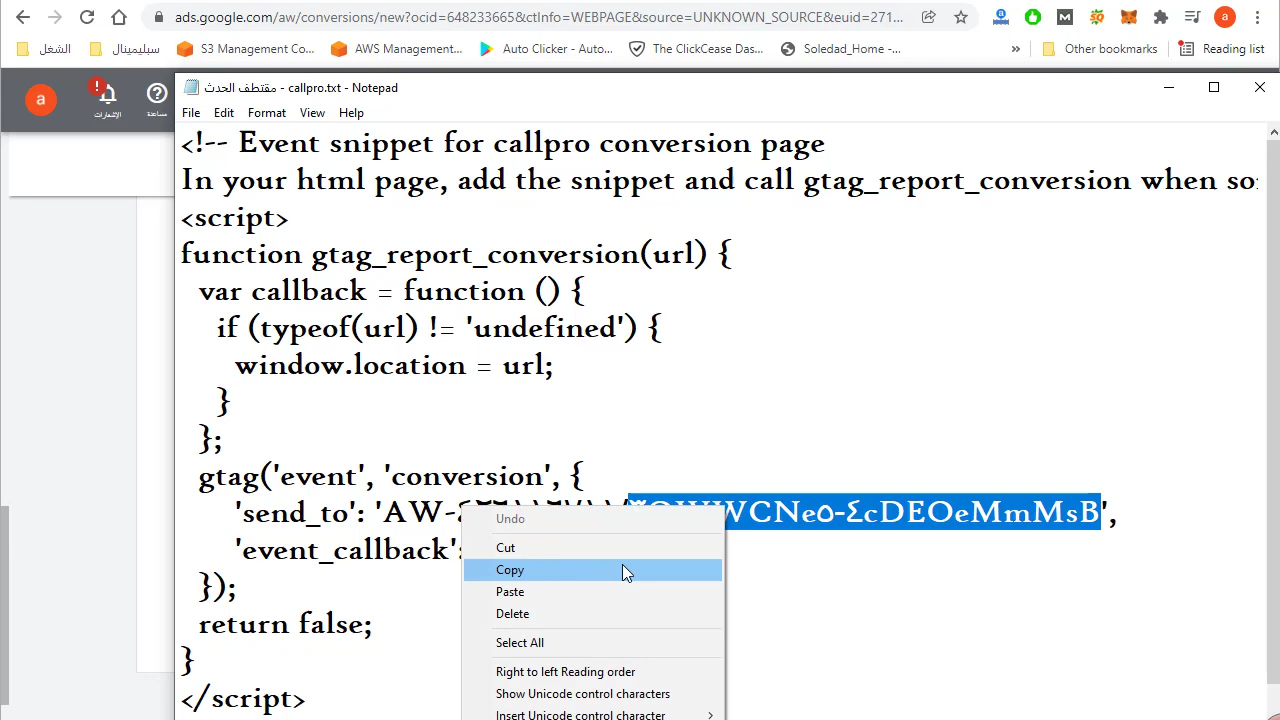 ads.google.com/aw/conversions/new?ocid=648233665&ctInfo=WEBPAGE&source=UNKNOWN_SOURCE&euid=271...
الشغل
سبليمينال
S3 Management Co...
AWS Management...
Auto Clicker - Auto...
The ClickCease Das...
Soledad_Home -...
»
Other bookmarks
Reading list
a
الإشعارات
مساعدة
مقتطف الحدث - callpro.txt - Notepad
File Edit Format View Help
<!-- Event snippet for callpro conversion page
In your html page, add the snippet and call gtag_report_conversion when
<script>
function gtag_report_conversion(url) {
var callback = function () {
if (typeof(url) != 'undefined') {
window.location = url;
}
};
gtag('event', 'conversion', {
'send_to': 'AW-
WCNe٥-٤cDEOeMmMsB',
'event_callback':
});
return false;
}
</script>
Undo
Cut
Copy
Paste
Delete
Select All
Right to left Reading order
Show Unicode control characters
Insert Unicode control character